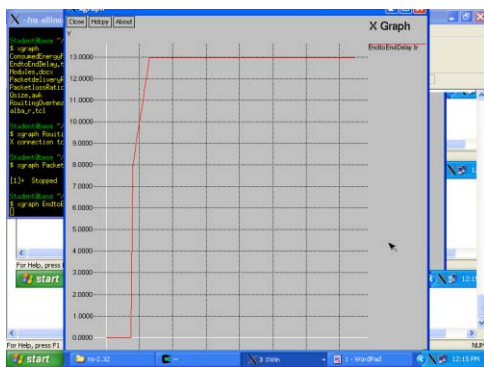 Close Hdcpy About
X Graph
Y
EndtoEndDelay.tr
13.0000
12.0000
11.0000
10.0000
9.0000
8.0000
7.0000
6.0000
5.0000
4.0000
3.0000
2.0000
1.0000
0.0000
Student@base ~/
$ xgraph
ConsumedEnergyF
EndtoEndDelay.t
Modules.docx
PacketdeliveryR
PacketlossRatio
Qsize.awk
RoutingOverhea
alba_r.tcl
Student@base ~/
$ xgraph Routi
X connection to
Student@base ~/
$ xgraph Packet
[1]+ Stopped
Student@base ~/
$ xgraph EndtoE
For Help, press
start
12:1
For Help, press F1
NUM
start
ns-2.32
3 XWin
1 - WordPad
12:15 PM